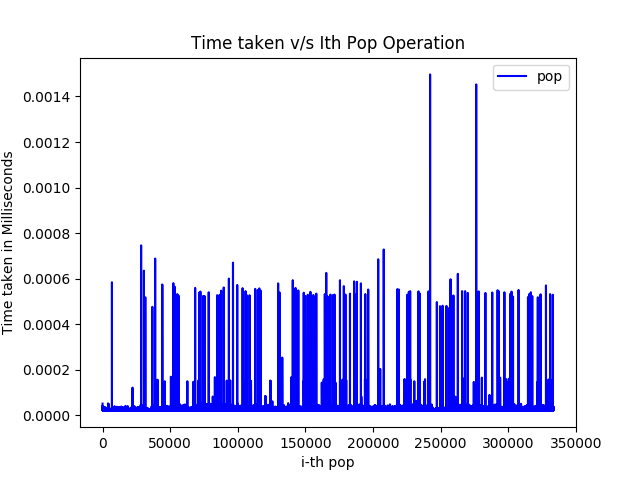 Time taken v/s Ith Pop Operation
pop
0.0014
0.0012
0.0010
0.0008
0.0006
0.0004
0.0002
0.0000
Time taken in Milliseconds
0 50000 100000 150000 200000 250000 300000 350000
i-th pop